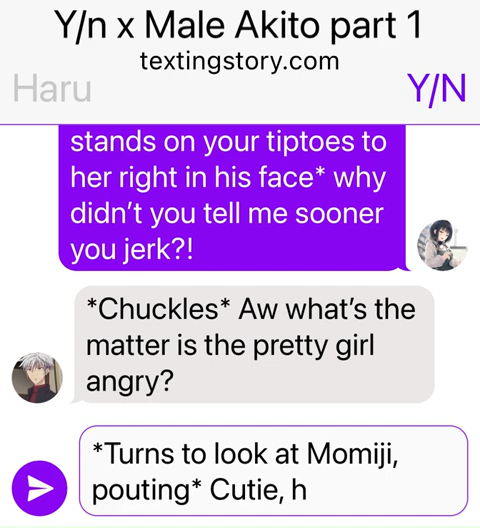 Y/n x Male Akito part 1
textingstory.com
Haru
Y/N
stands on your tiptoes to
her right in his face* why
didn't you tell me sooner
you jerk?!
*Chuckles* Aw what's the
matter is the pretty girl
angry?
*Turns to look at Momiji,
pouting* Cutie, h